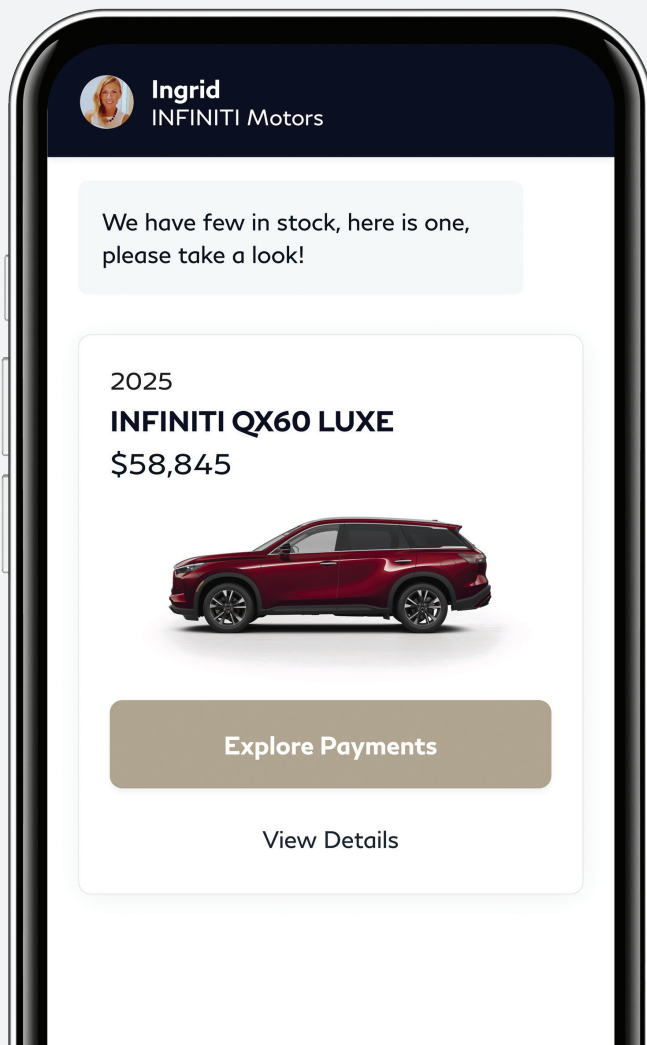 Ingrid
INFINITI Motors
We have few in stock, here is one,
please take a look!
2025
INFINITI QX60 LUXE
$58,845
Explore Payments
View Details